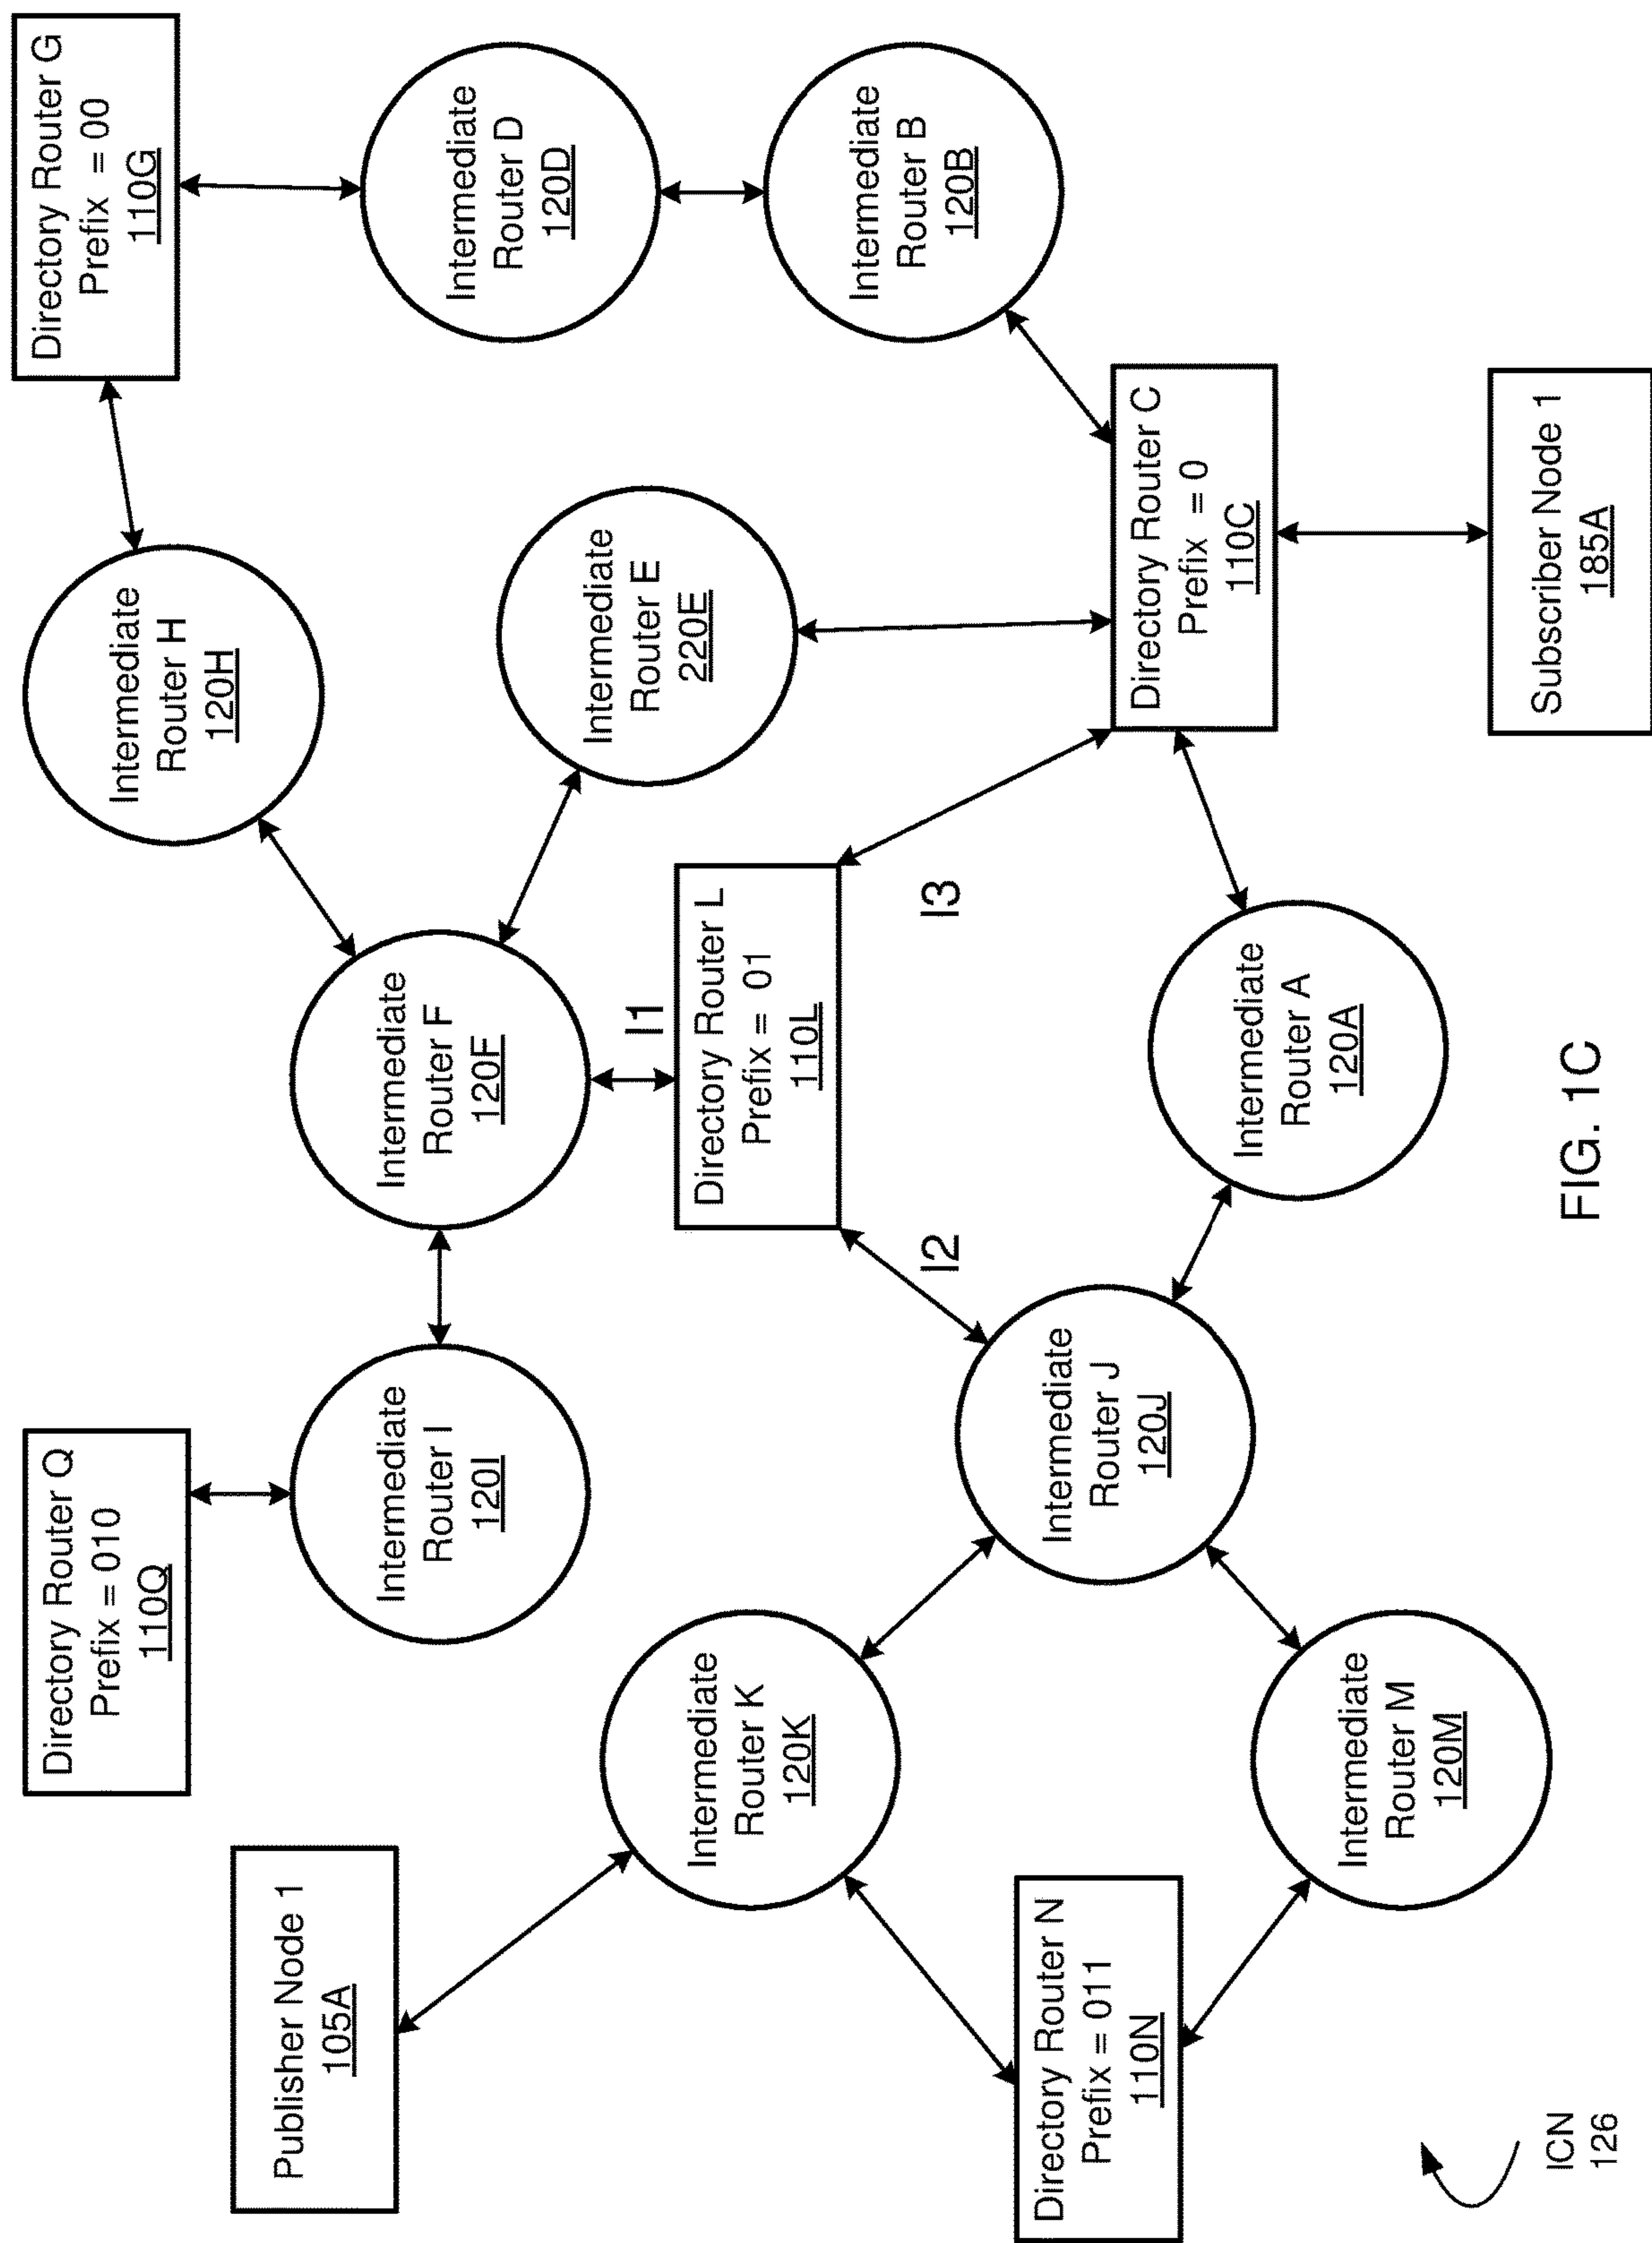 Publisher Node 1
105A
Directory Router Q
Prefix = 010
110Q
Intermediate
Router H
120H
Directory Router G
Prefix = 00
110G
Intermediate
Router I
120I
Intermediate
Router F
120F
Intermediate
Router D
120D
Intermediate
Router E
220E
I1
Intermediate
Router K
120K
Directory Router L
Prefix = 01
110L
Intermediate
Router B
120B
I2
I3
Directory Router N
Prefix = 011
110N
Intermediate
Router J
120J
Directory Router C
Prefix = 0
110C
Intermediate
Router M
120M
Intermediate
Router A
120A
Subscriber Node 1
185A
ICN
126
FIG. 1C